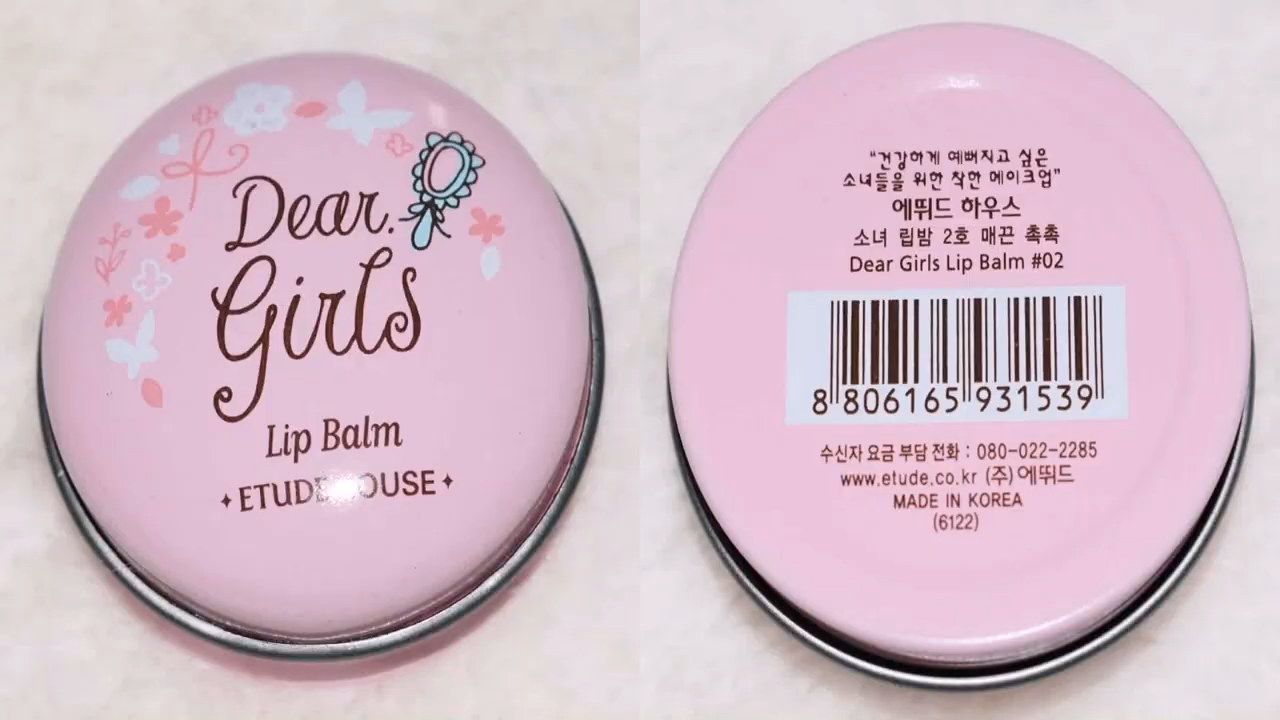 Dear.
Girls
Lip Balm
ETUDE HOUSE
“건강하게 예뻐지고 싶은
소녀들을 위한 착한 메이크업”
에뛰드 하우스
소녀 립밤 2호 매끈 촉촉
Dear Girls Lip Balm #02
8 806165 931539
수신자 요금 부담 전화 : 080-022-2285
www.etude.co.kr (주)에뛰드
MADE IN KOREA
(6122)